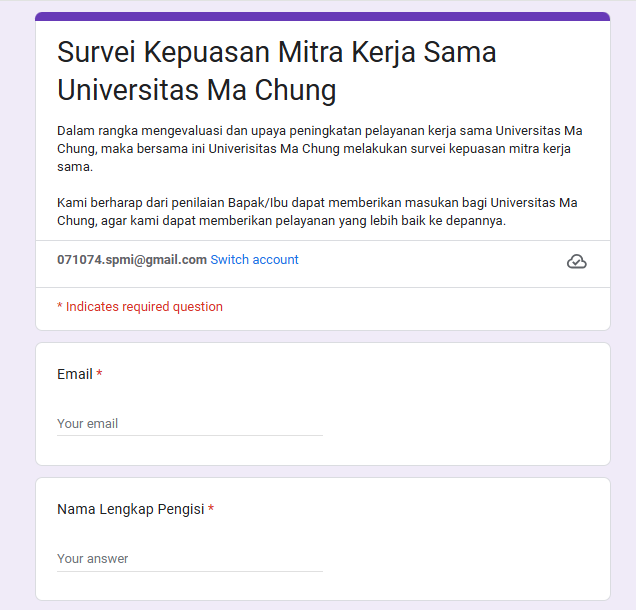 Survei Kepuasan Mitra Kerja Sama
Universitas Ma Chung
Dalam rangka mengevaluasi dan upaya peningkatan pelayanan kerja sama Universitas Ma
Chung, maka bersama ini Univerisitas Ma Chung melakukan survei kepuasan mitra kerja
sama.
Kami berharap dari penilaian Bapak/Ibu dapat memberikan masukan bagi Universitas Ma
Chung, agar kami dapat memberikan pelayanan yang lebih baik ke depannya.
071074.spmi@gmail.com Switch account
* Indicates required question
Email *
Your email
Nama Lengkap Pengisi *
Your answer